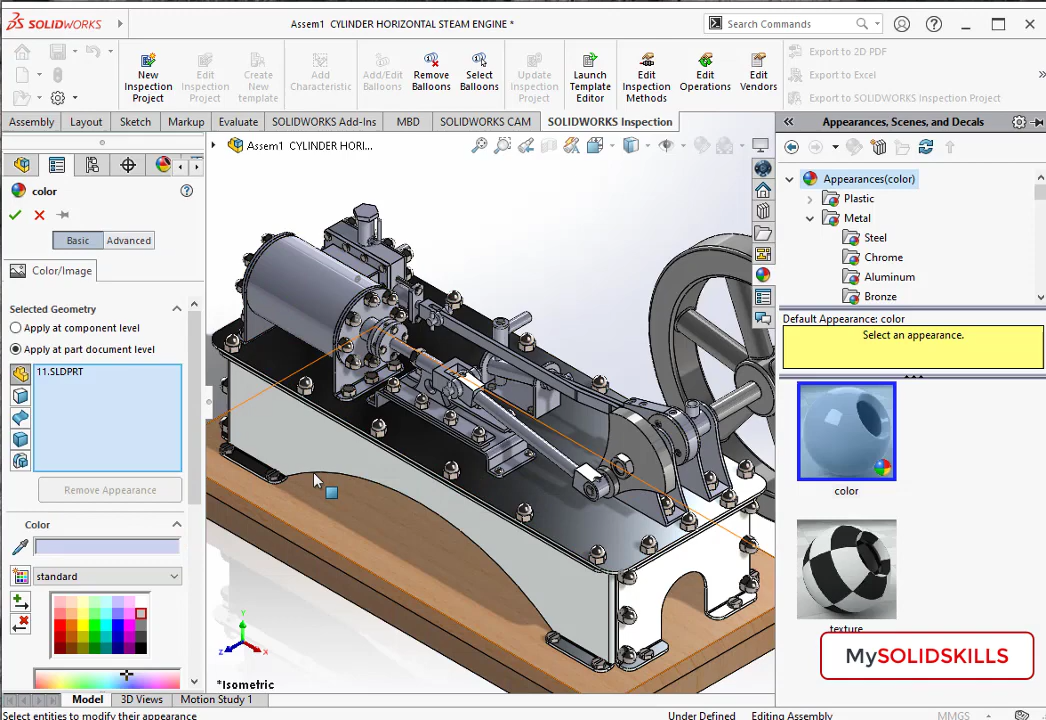 SOLIDWORKS
Assem1 CYLINDER HORIZONTAL STEAM ENGINE *
Search Commands
New Inspection Project
Edit Inspection Project
Create New template
Add Characteristic
Add/Edit Balloons
Remove Balloons
Select Balloons
Update Inspection Project
Launch Template Editor
Edit Inspection Methods
Edit Operations
Edit Vendors
Export to 2D PDF
Export to Excel
Export to SOLIDWORKS Inspection Project
Assembly
Layout
Sketch
Markup
Evaluate
SOLIDWORKS Add-Ins
MBD
SOLIDWORKS CAM
SOLIDWORKS Inspection
Appearances, Scenes, and Decals
Assem1 CYLINDER HORI...
color
Basic
Advanced
Color/Image
Selected Geometry
Apply at component level
Apply at part document level
11.SLDPRT
Remove Appearance
Color
standard
Appearances(color)
Plastic
Metal
Steel
Chrome
Aluminum
Bronze
Default Appearance: color
Select an appearance.
color
texture
MySOLIDSKILLS
Y
Z
X
*Isometric
Model
3D Views
Motion Study 1
Select entities to modify their appearance
Under Defined
Editing Assembly
MMGS